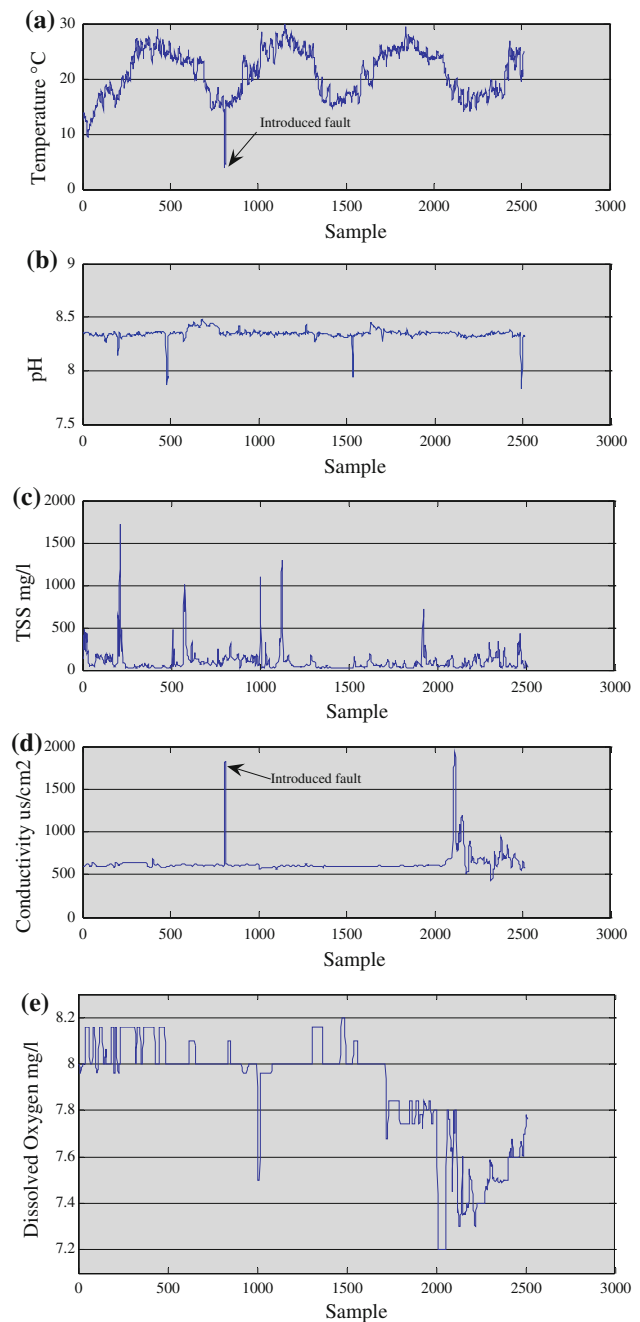 (a)
30
20
10
0
Temperature °C
Introduced fault
0 500 1000 1500 2000 2500 3000
Sample
(b)
9
8.5
8
7.5
pH
0 500 1000 1500 2000 2500 3000
Sample
(c)
2000
1500
1000
500
0
TSS mg/l
0 500 1000 1500 2000 2500 3000
Sample
(d)
2000
1500
1000
500
0
Conductivity us/cm2
Introduced fault
0 500 1000 1500 2000 2500 3000
Sample
(e)
8.2
8
7.8
7.6
7.4
7.2
Dissolved Oxygen mg/l
0 500 1000 1500 2000 2500 3000
Sample